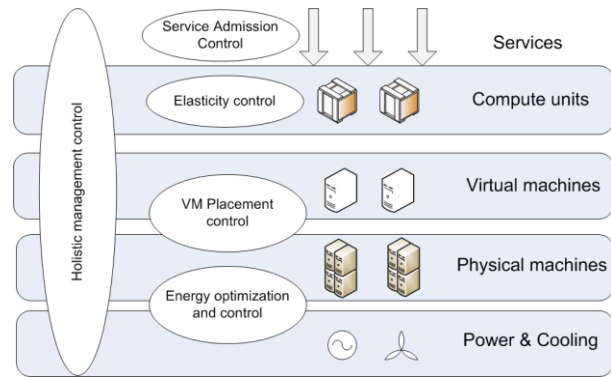 Service Admission
Control
Services
Elasticity control
Compute units
Holistic management control
Virtual machines
VM Placement
control
Physical machines
Energy optimization
and control
Power & Cooling